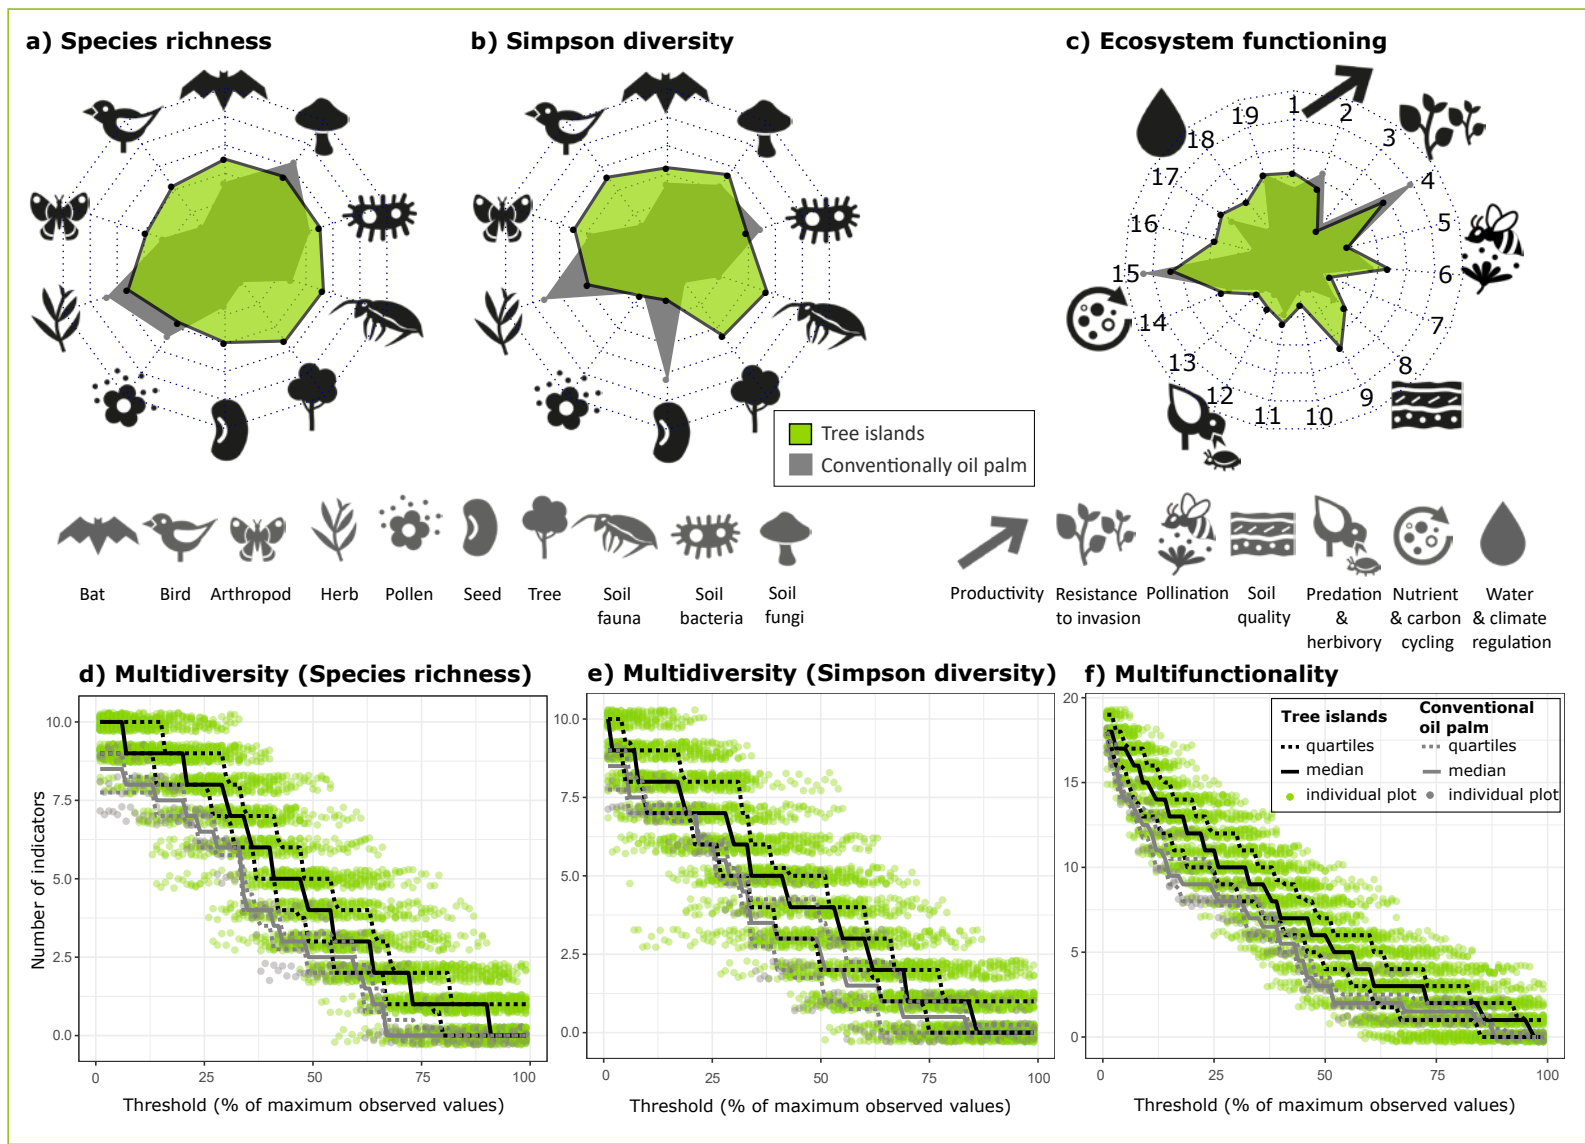 a) Species richness
b) Simpson diversity
c) Ecosystem functioning
1
2
3
4
5
6
7
8
9
10
11
12
13
14
15
16
17
18
19
Tree islands
Conventionally oil palm
Bat
Bird
Arthropod
Herb
Pollen
Seed
Tree
Soil
fauna
Soil
bacteria
Soil
fungi
Productivity
Resistance
to invasion
Pollination
Soil
quality
Predation
&
herbivory
Nutrient
& carbon
cycling
Water
& climate
regulation
d) Multidiversity (Species richness)
Number of indicators
10.0
7.5
5.0
2.5
0.0
0
25
50
75
100
Threshold (% of maximum observed values)
e) Multidiversity (Simpson diversity)
10.0
7.5
5.0
2.5
0.0
0
25
50
75
100
Threshold (% of maximum observed values)
f) Multifunctionality
20
15
10
5
0
0
25
50
75
100
Threshold (% of maximum observed values)
Tree islands
quartiles
median
individual plot
Conventional
oil palm
quartiles
median
individual plot